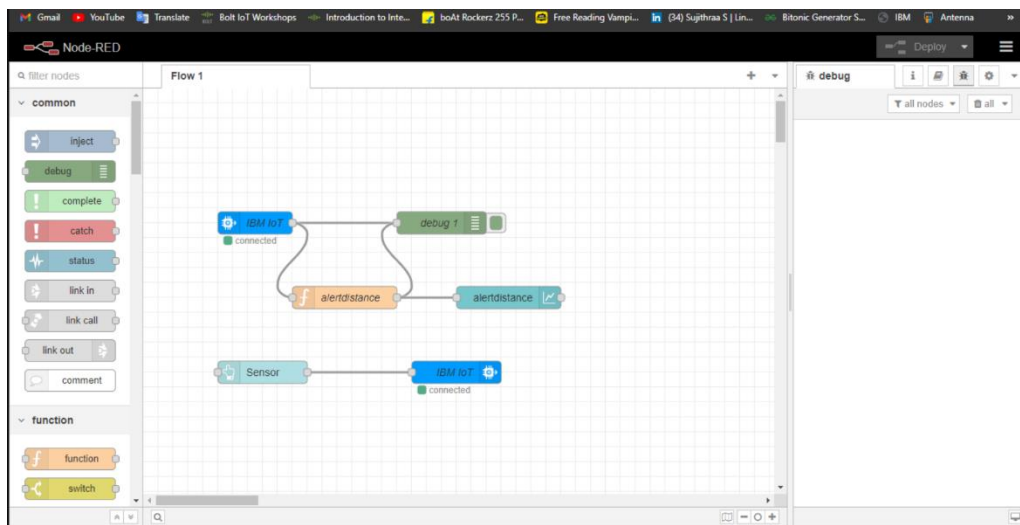 Gmail YouTube Translate Bolt IoT Workshops Introduction to Inte... boAt Rockerz 255 P... Free Reading Vampi... (34) Sujithraa S | Lin... Bitonic Generator S... IBM Antenna »
Node-RED Deploy
filter nodes Flow 1 debug
common
all nodes all
inject
debug
complete
catch
status
link in
link call
link out
comment
function
function
switch
IBM IoT debug 1
connected
alertdistance alertdistance
Sensor IBM IoT
connected